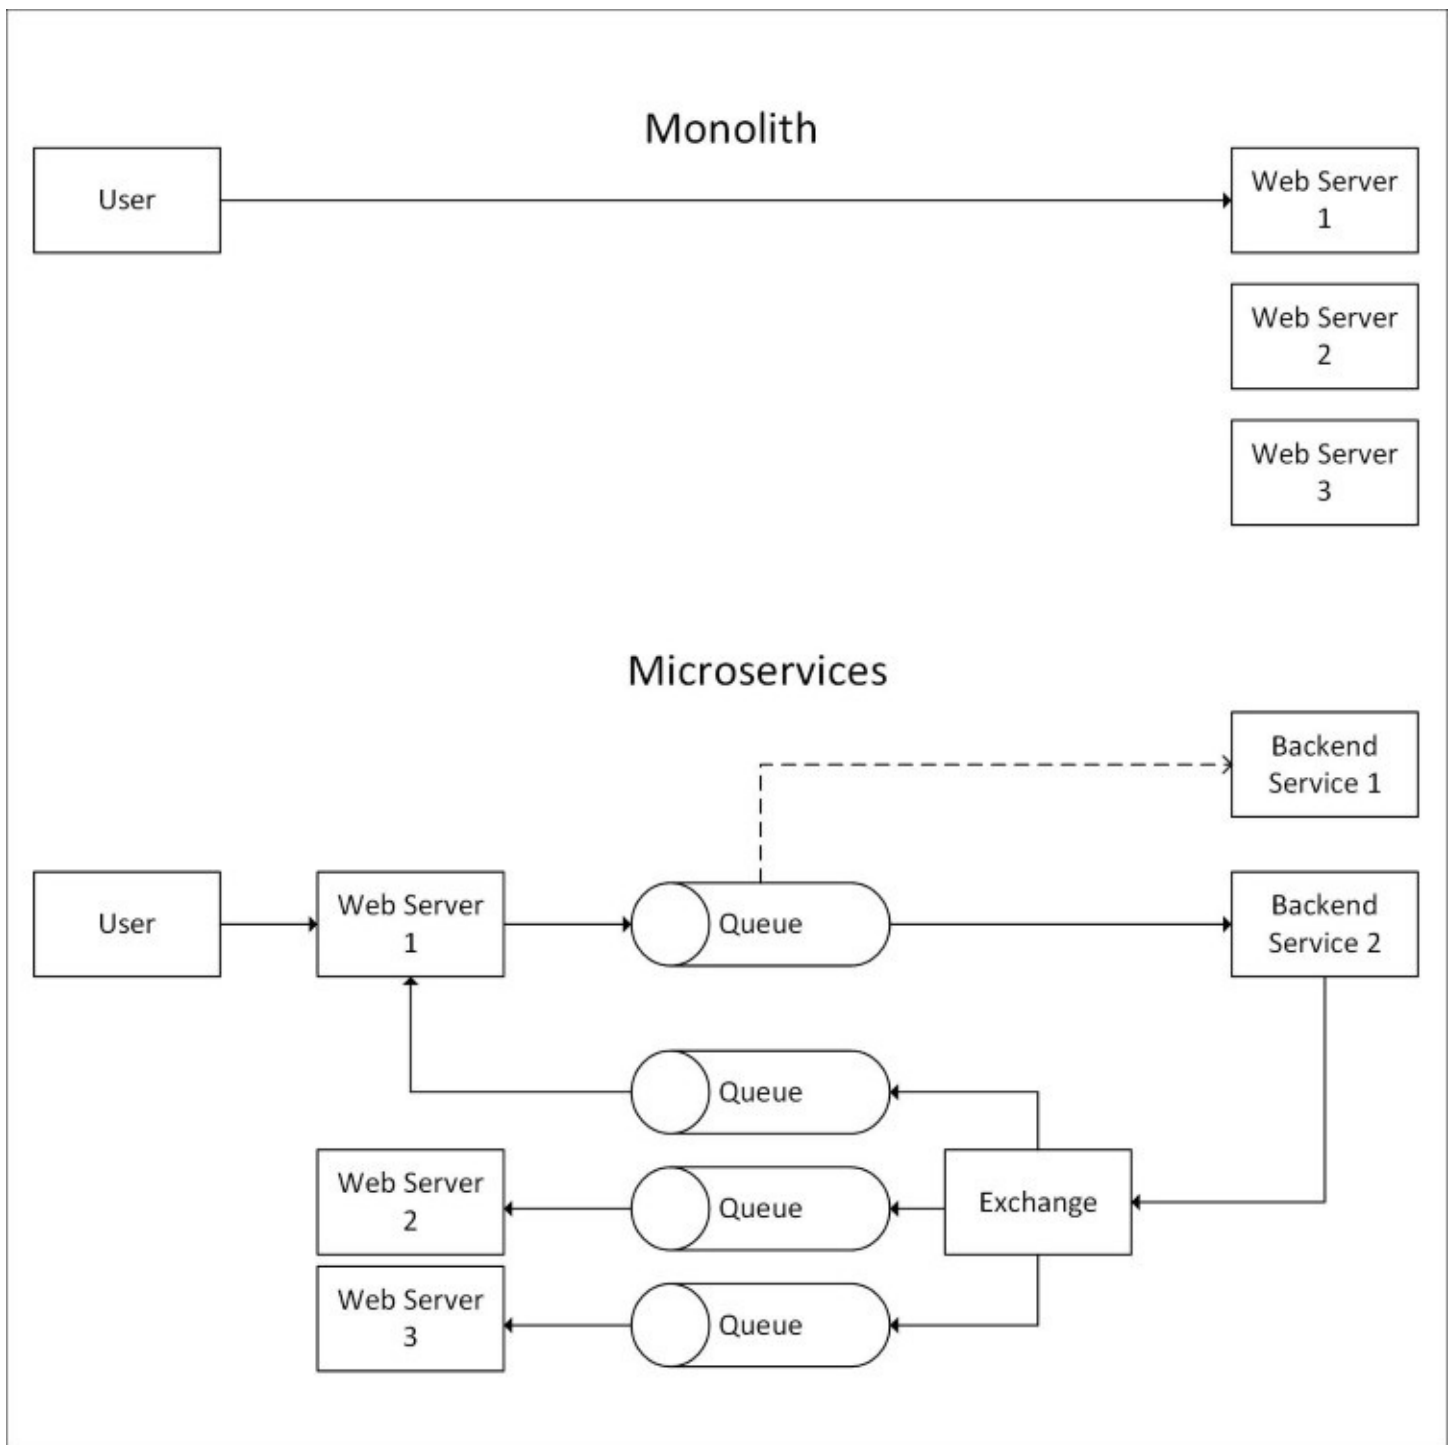 Monolith
User
Web Server
1
Web Server
2
Web Server
3
Microservices
Backend
Service 1
User
Web Server
1
Queue
Backend
Service 2
Queue
Web Server
2
Queue
Exchange
Web Server
3
Queue